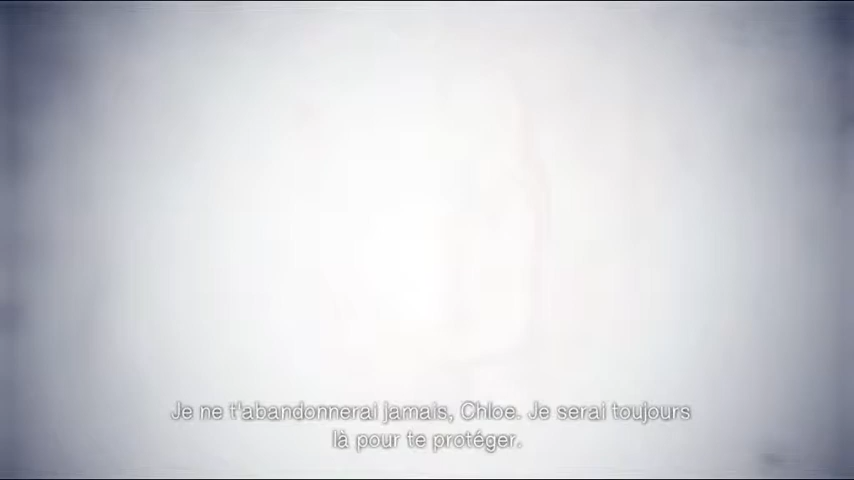 Je ne t'abandonnerai jamais, Chloe. Je serai toujours
là pour te protéger.